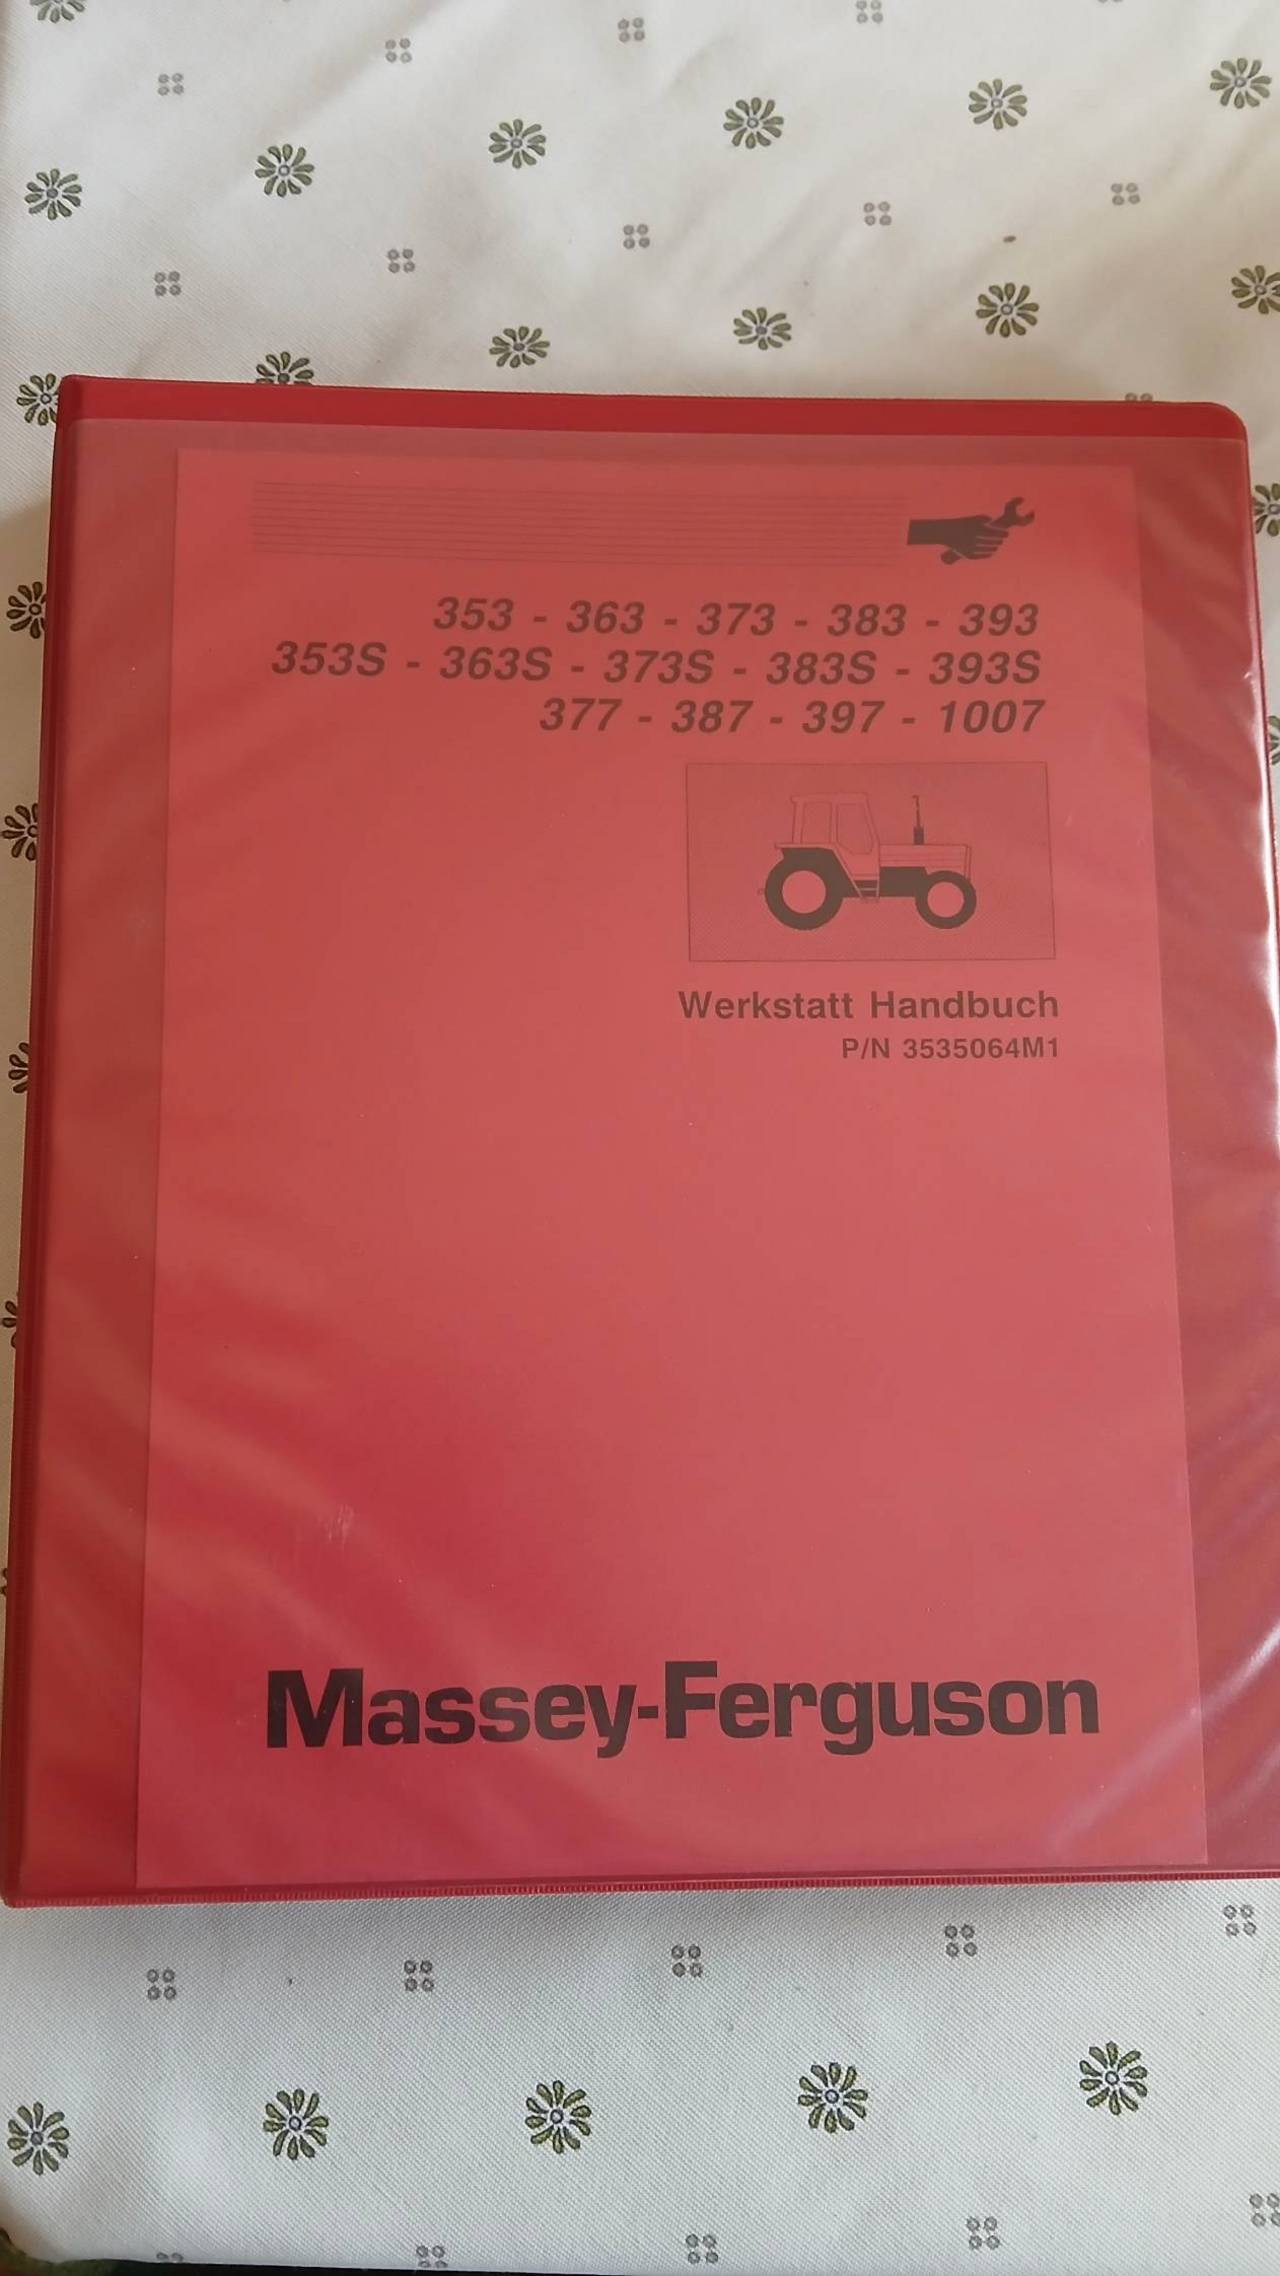 353 - 363 - 373 - 383 - 393
353S - 363S - 373S - 383S - 393S
377 - 387 - 397 - 1007
Werkstatt Handbuch
P/N 3535064M1
Massey-Ferguson